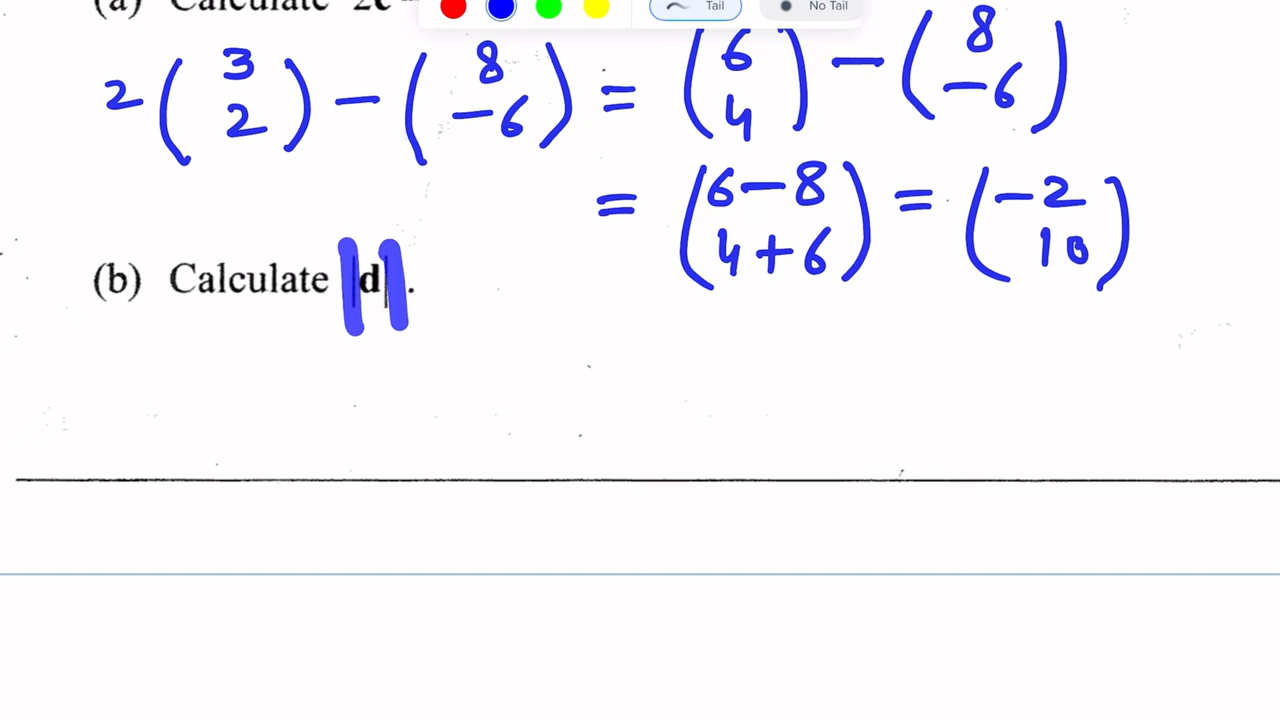 (a) Calculate 2c
Tail No Tail
2 ( 3 2 ) − ( 8 −6 ) = ( 6 4 ) − ( 8 −6 )
= ( 6−8 4+6 ) = ( −2 10 )
(b) Calculate |d| .